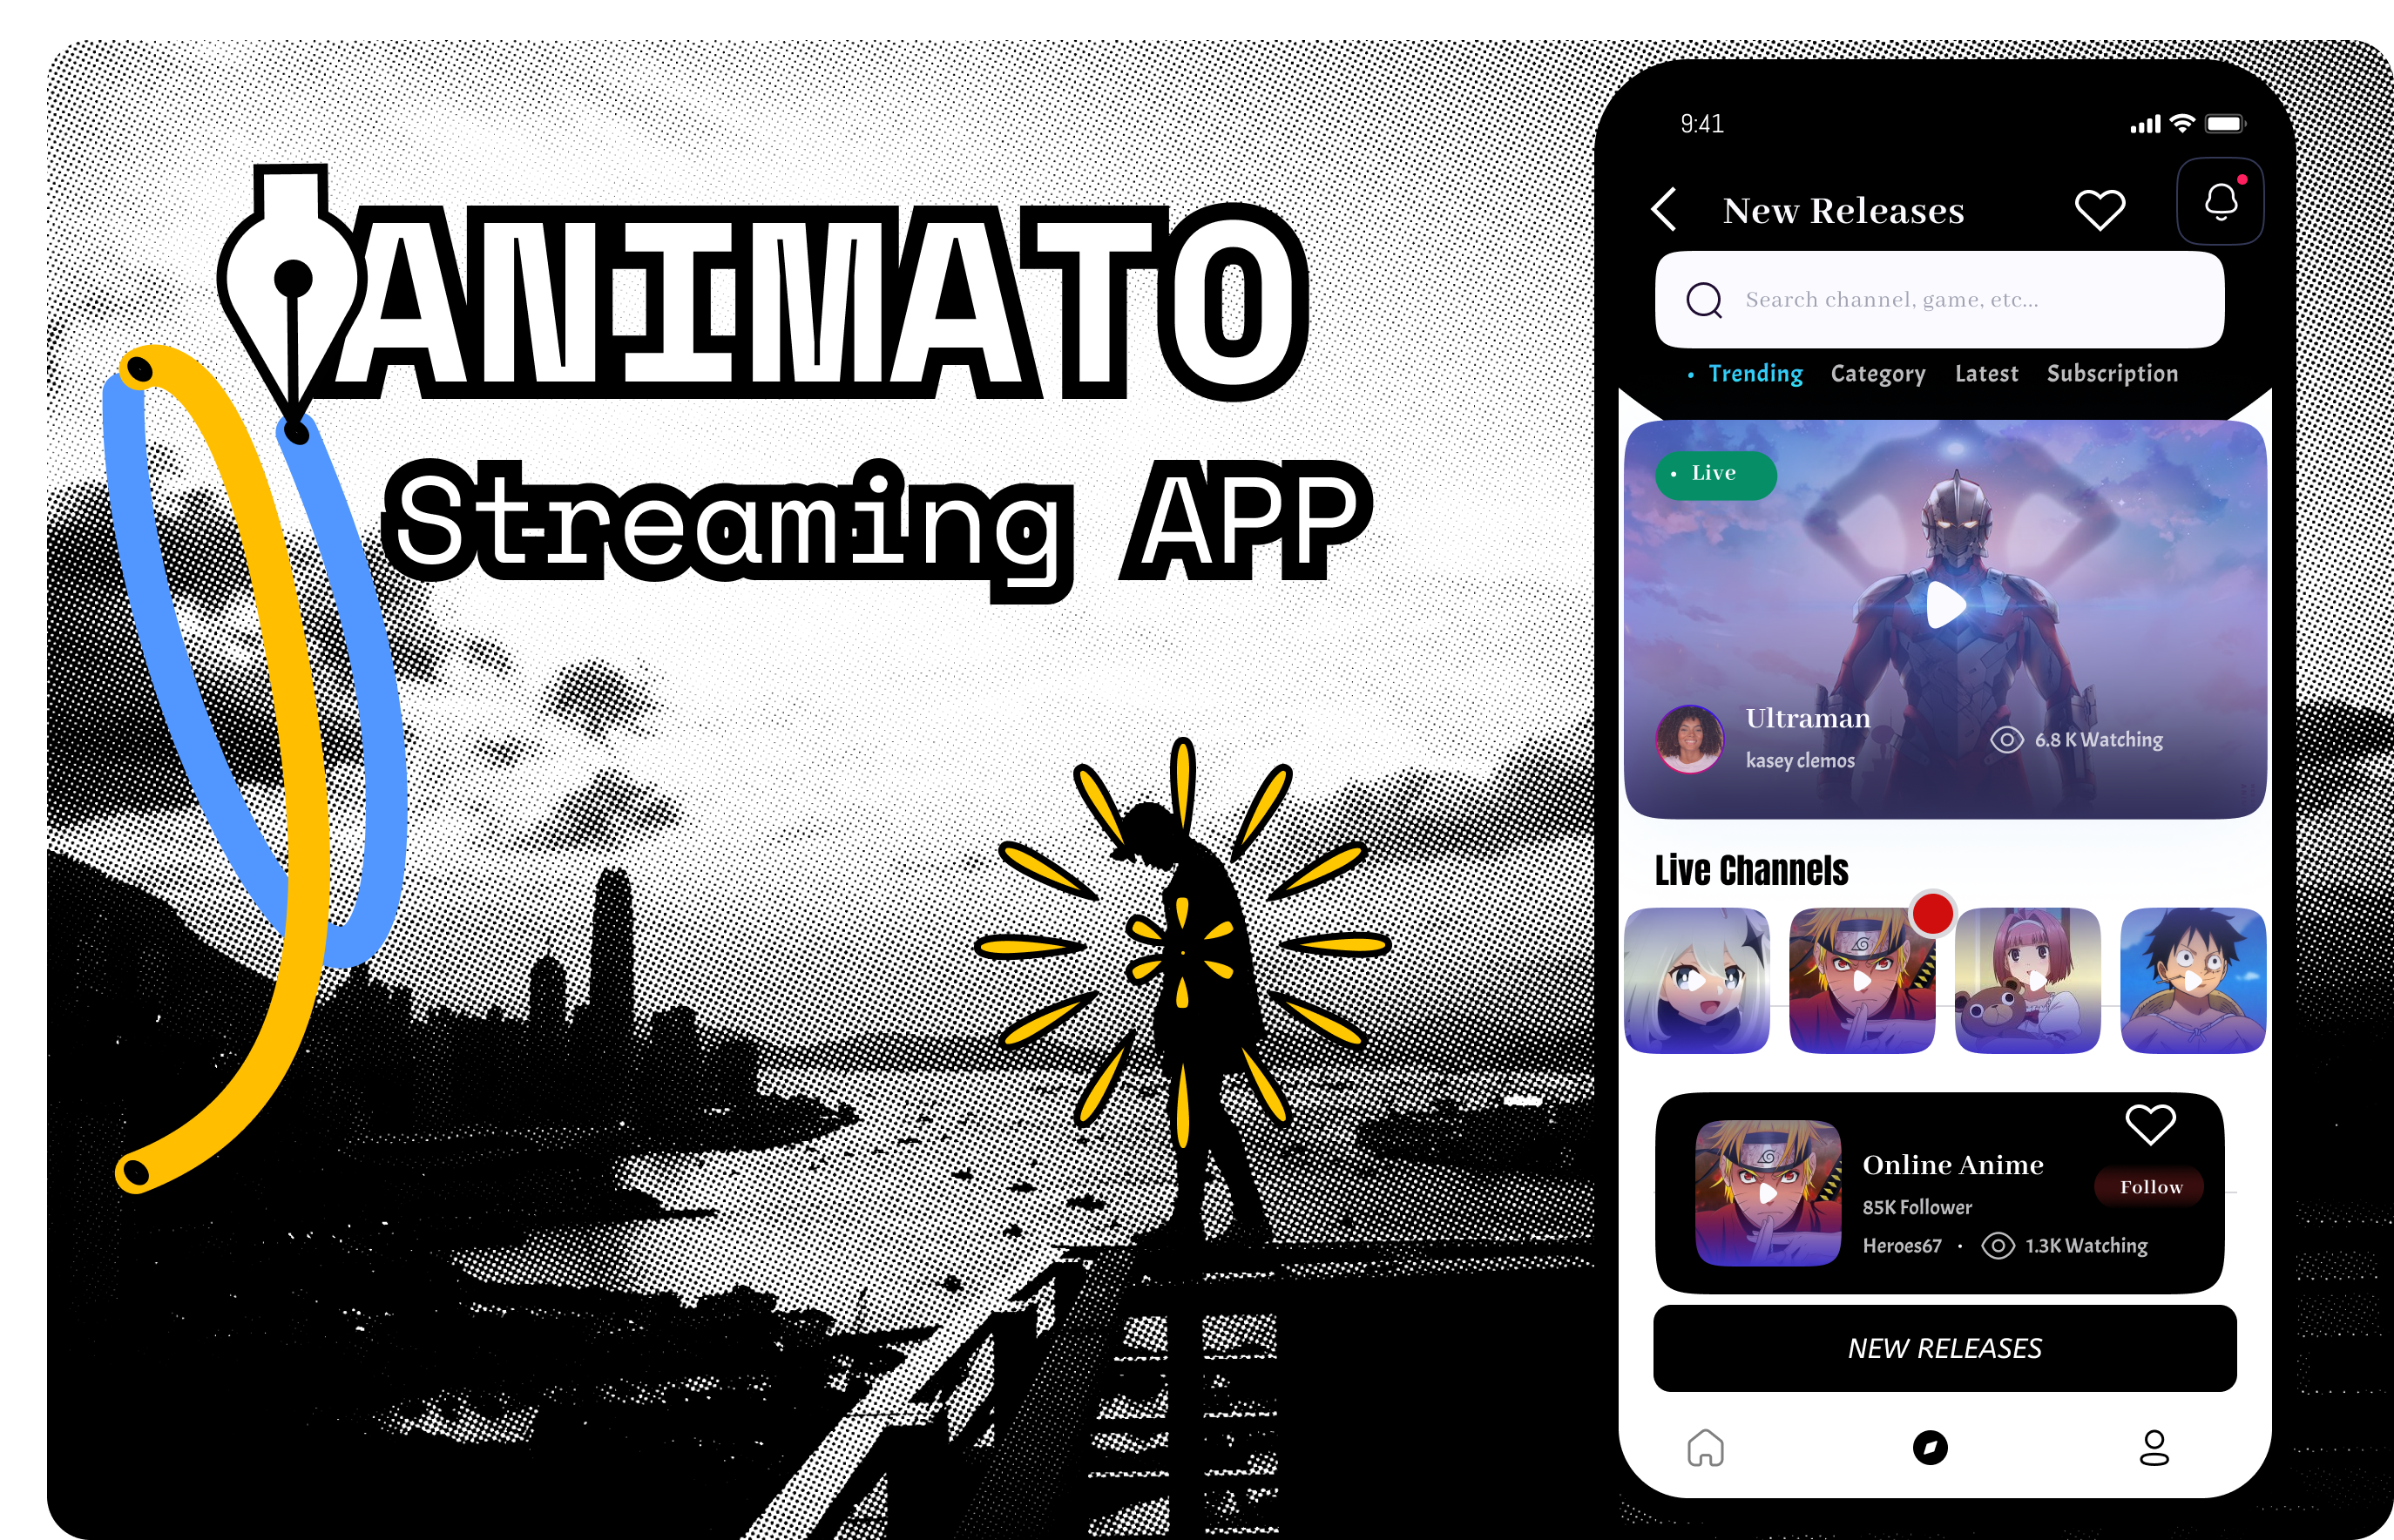 ANIMATO
Streaming APP
9:41
New Releases
Search channel, game, etc...
• Trending Category Latest Subscription
• Live
Ultraman
kasey clemos
6.8 K Watching
Live Channels
Online Anime
Follow
85K Follower
Heroes67 • 1.3K Watching
NEW RELEASES